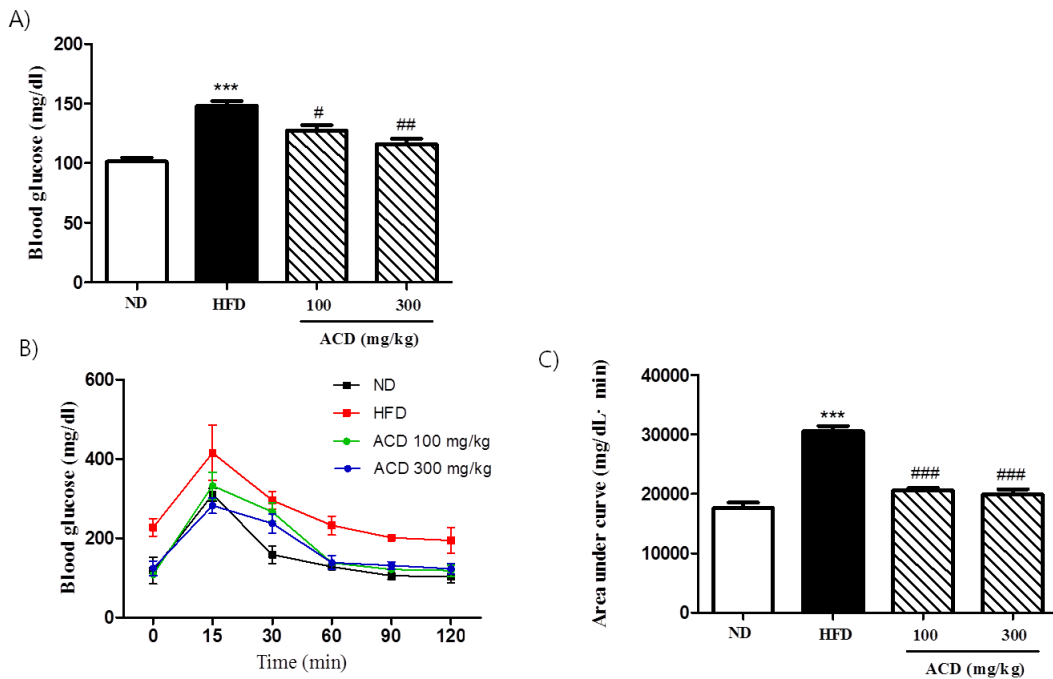 A)
Blood glucose (mg/dl)
200
150
100
50
0
***
#
##
ND
HFD
100
300
ACD (mg/kg)
B)
Blood glucose (mg/dl)
600
400
200
0
ND
HFD
ACD 100 mg/kg
ACD 300 mg/kg
0
15
30
60
90
120
Time (min)
C)
Area under curve (mg/dL· min)
40000
30000
20000
10000
0
***
###
###
ND
HFD
100
300
ACD (mg/kg)